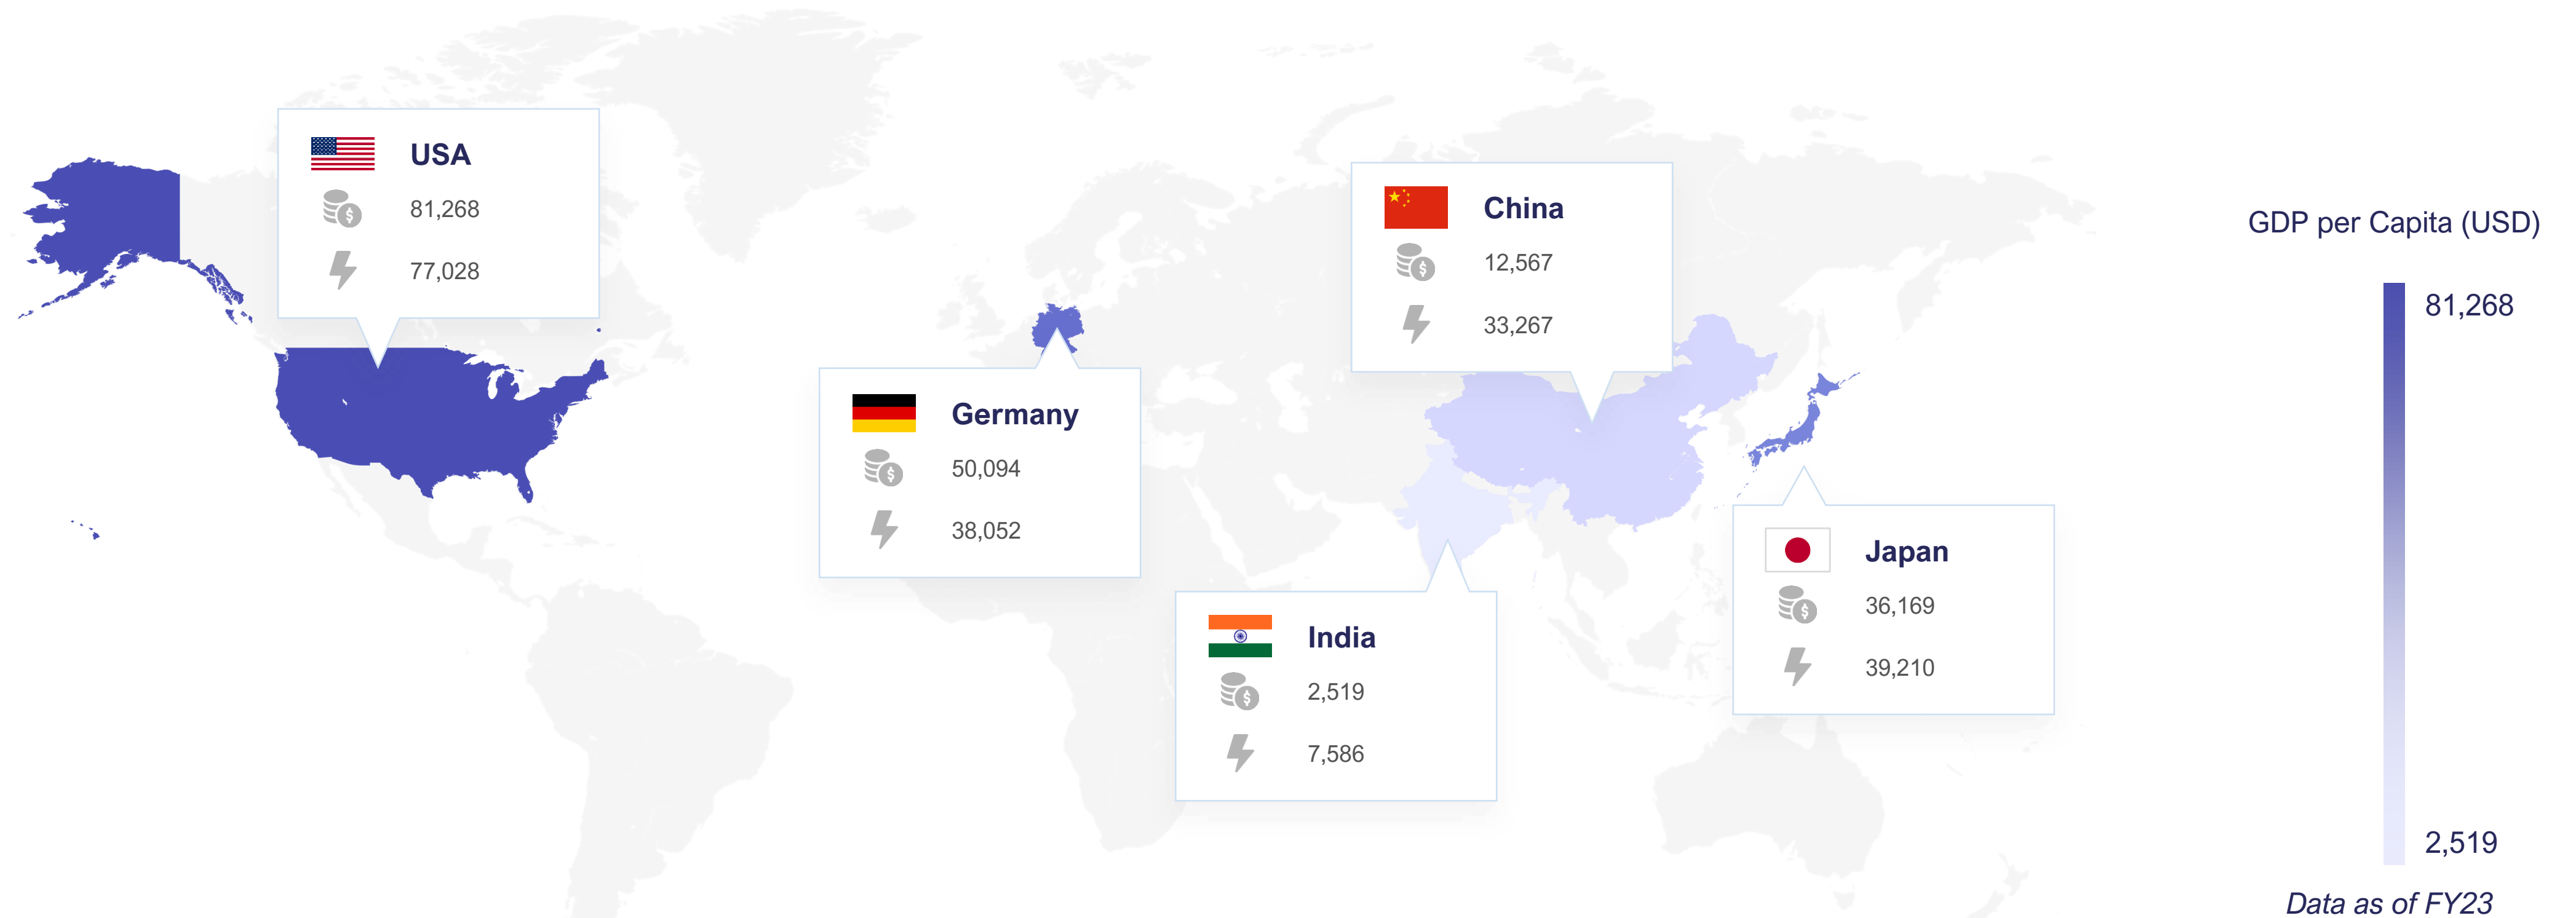 USA
81,268
77,028
Germany
50,094
38,052
China
12,567
33,267
India
2,519
7,586
Japan
36,169
39,210
GDP per Capita (USD)
81,268
2,519
Data as of FY23